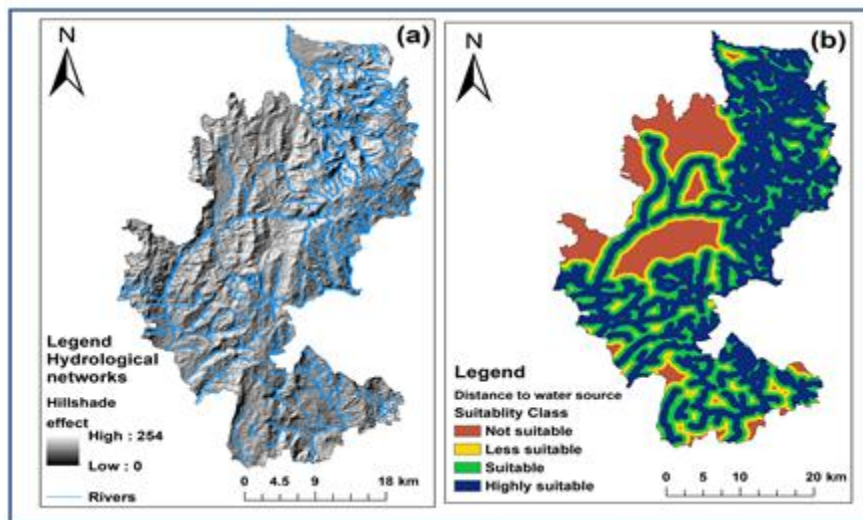 N
(a)
Legend
Hydrological
networks
Hillshade
effect
High : 254
Low : 0
Rivers
0 4.5 9 18 km
N
(b)
Legend
Distance to water source
Suitablity Class
Not suitable
Less suitable
Suitable
Highly suitable
0 5 10 20 km